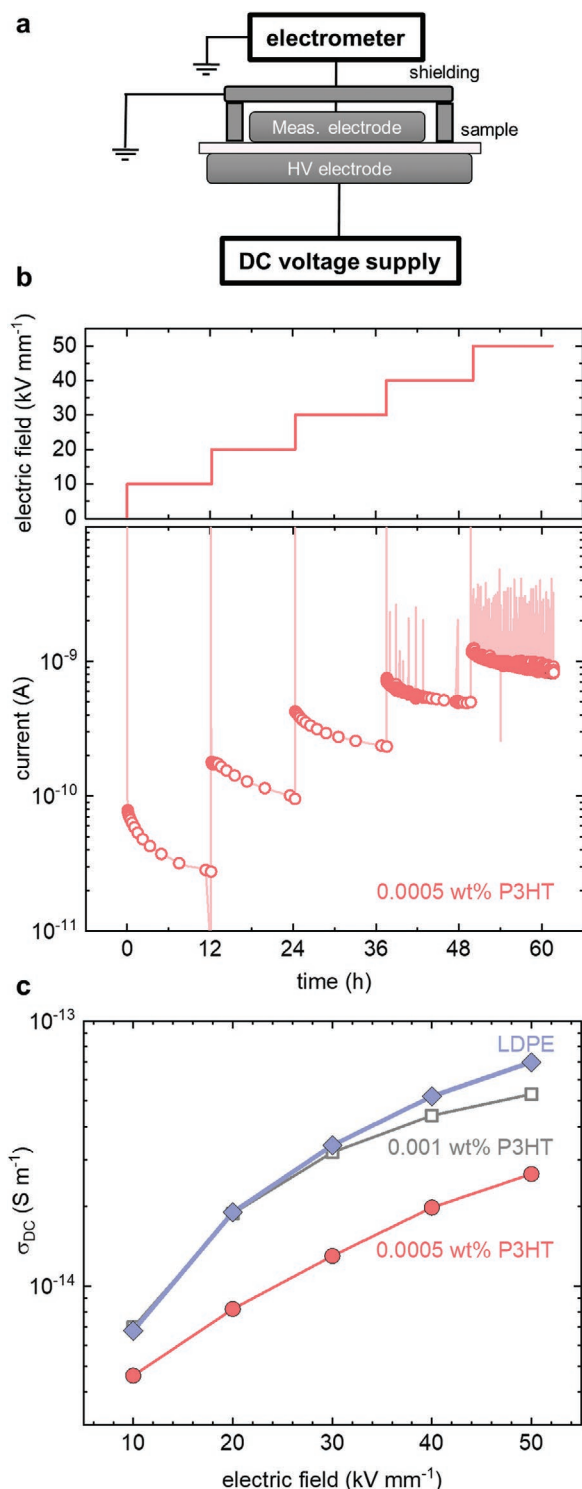 a
electrometer
shielding
Meas. electrode
sample
HV electrode
DC voltage supply
b
electric field (kV mm⁻¹)
50
40
30
20
10
0
current (A)
10⁻⁹
10⁻¹⁰
10⁻¹¹
0.0005 wt% P3HT
0 12 24 36 48 60
time (h)
c
σDC (S m⁻¹)
10⁻¹³
10⁻¹⁴
LDPE
0.001 wt% P3HT
0.0005 wt% P3HT
10 20 30 40 50
electric field (kV mm⁻¹)